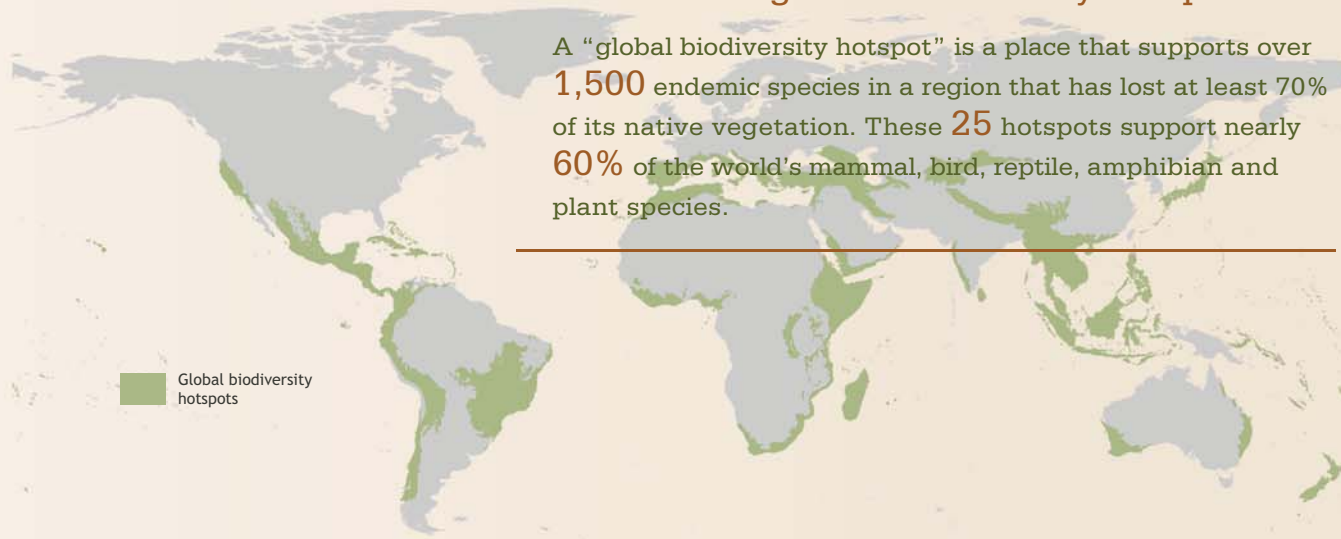 A “global biodiversity hotspot” is a place that supports over
1,500 endemic species in a region that has lost at least 70%
of its native vegetation. These 25 hotspots support nearly
60% of the world’s mammal, bird, reptile, amphibian and
plant species.
Global biodiversity
hotspots